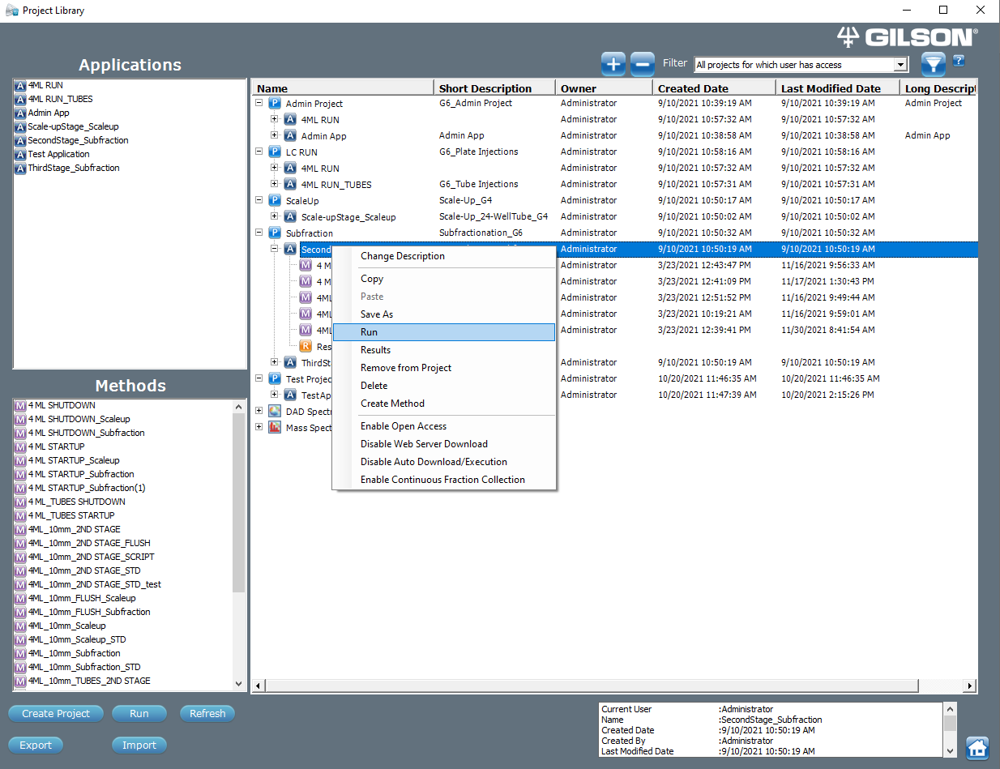 Project Library
GILSON®
Applications
Filter All projects for which user has access ?
4ML RUN
4ML RUN_TUBES
Admin App
Scale-upStage_Scaleup
SecondStage_Subfraction
Test Application
ThirdStage_Subfraction
Methods
4 ML SHUTDOWN
4 ML SHUTDOWN_Scaleup
4 ML SHUTDOWN_Subfraction
4 ML STARTUP
4 ML STARTUP_Scaleup
4 ML STARTUP_Subfraction
4 ML STARTUP_Subfraction(1)
4 ML_TUBES SHUTDOWN
4 ML_TUBES STARTUP
4ML_10mm_2ND STAGE
4ML_10mm_2ND STAGE_FLUSH
4ML_10mm_2ND STAGE_SCRIPT
4ML_10mm_2ND STAGE_STD
4ML_10mm_2ND STAGE_STD_test
4ML_10mm_FLUSH_Scaleup
4ML_10mm_FLUSH_Subfraction
4ML_10mm_Scaleup
4ML_10mm_Scaleup_STD
4ML_10mm_Subfraction
4ML_10mm_Subfraction_STD
4ML_10mm_TUBES_2ND STAGE
Name Short Description Owner Created Date Last Modified Date Long Descript
P Admin Project G6_Admin Project Administrator 9/10/2021 10:39:19 AM 9/10/2021 10:39:19 AM Admin Project
A 4ML RUN Administrator 9/10/2021 10:57:32 AM 9/10/2021 10:57:32 AM
A Admin App Admin App Administrator 9/10/2021 10:38:58 AM 9/10/2021 10:38:58 AM Admin App
P LC RUN G6_Plate Injections Administrator 9/10/2021 10:58:16 AM 9/10/2021 10:58:16 AM
A 4ML RUN Administrator 9/10/2021 10:57:32 AM 9/10/2021 10:57:32 AM
A 4ML RUN_TUBES G6_Tube Injections Administrator 9/10/2021 10:57:31 AM 9/10/2021 10:57:31 AM
P ScaleUp Scale-Up_G4 Administrator 9/10/2021 10:50:17 AM 9/10/2021 10:50:17 AM
A Scale-upStage_Scaleup Scale-Up_24-WellTube_G4 Administrator 9/10/2021 10:50:02 AM 9/10/2021 10:50:02 AM
P Subfraction Subfractionation_G6 Administrator 9/10/2021 10:50:32 AM 9/10/2021 10:50:32 AM
A Second Administrator 9/10/2021 10:50:19 AM 9/10/2021 10:50:19 AM
M 4 M Administrator 3/23/2021 12:43:47 PM 11/16/2021 9:56:33 AM
M 4 M Administrator 3/23/2021 12:41:09 PM 11/17/2021 1:30:43 PM
M 4ML Administrator 3/23/2021 12:51:52 PM 11/16/2021 9:49:44 AM
M 4ML Administrator 3/23/2021 10:19:21 AM 11/16/2021 9:59:01 AM
M 4ML Administrator 3/23/2021 12:39:41 PM 11/30/2021 8:41:54 AM
R Res
A ThirdSt Administrator 9/10/2021 10:50:19 AM 9/10/2021 10:50:19 AM
P Test Projec Administrator 10/20/2021 11:46:35 AM 10/20/2021 11:46:35 AM
A TestAp Administrator 10/20/2021 11:47:39 AM 10/20/2021 2:15:26 PM
DAD Spectr
Mass Spect
Change Description
Copy
Paste
Save As
Run
Results
Remove from Project
Delete
Create Method
Enable Open Access
Disable Web Server Download
Disable Auto Download/Execution
Enable Continuous Fraction Collection
Create Project Run Refresh
Export Import
Current User :Administrator
Name :SecondStage_Subfraction
Created Date :9/10/2021 10:50:19 AM
Created By :Administrator
Last Modified Date :9/10/2021 10:50:19 AM